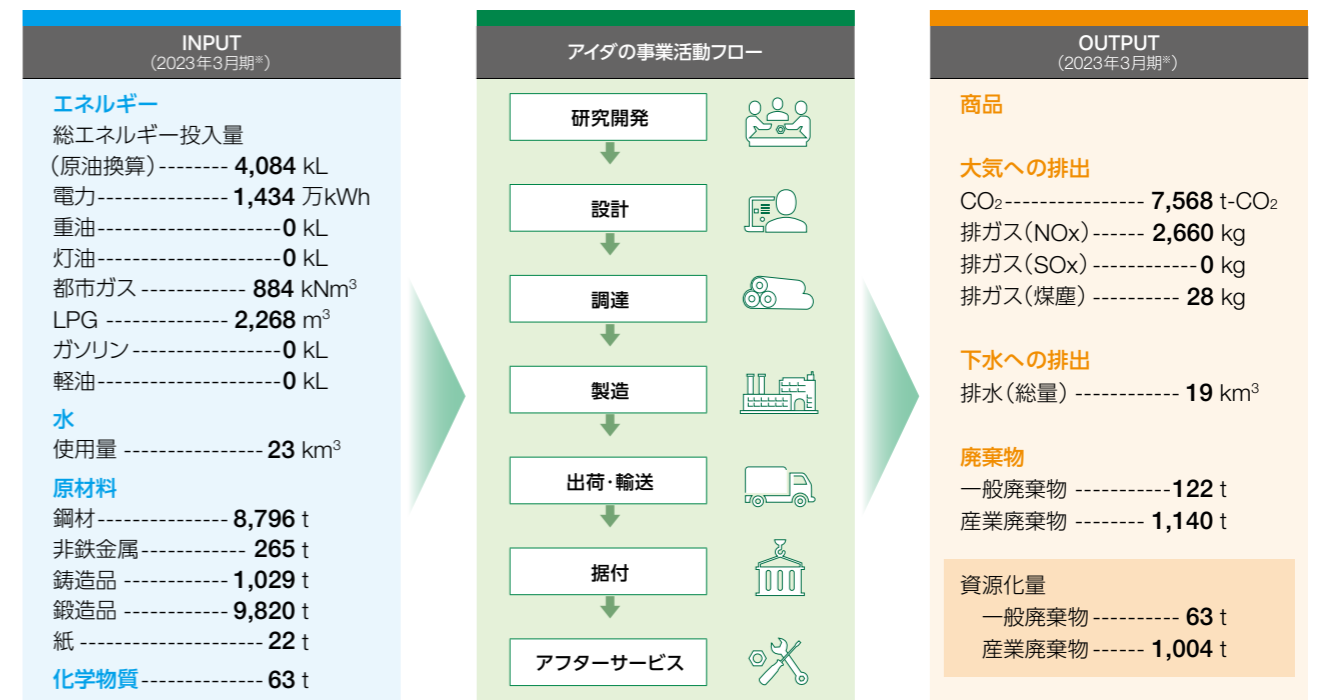 INPUT
（2023年3月期※）
エネルギー
総エネルギー投入量
（原油換算）-------- 4,084 kL
電力--------------- 1,434 万kWh
重油---------------------0 kL
灯油---------------------0 kL
都市ガス ------------ 884 kNm³
LPG -------------- 2,268 m³
ガソリン-----------------0 kL
軽油---------------------0 kL
水
使用量 ---------------- 23 km³
原材料
鋼材--------------- 8,796 t
非鉄金属------------ 265 t
鋳造品 ------------ 1,029 t
鍛造品 ------------ 9,820 t
紙 --------------------- 22 t
化学物質-------------- 63 t
アイダの事業活動フロー
研究開発
設計
調達
製造
出荷・輸送
据付
アフターサービス
OUTPUT
（2023年3月期※）
商品
大気への排出
CO₂---------------- 7,568 t-CO₂
排ガス（NOx）------ 2,660 kg
排ガス（SOx）------------0 kg
排ガス（煤塵）---------- 28 kg
下水への排出
排水（総量）------------ 19 km³
廃棄物
一般廃棄物 -----------122 t
産業廃棄物 -------- 1,140 t
資源化量
一般廃棄物---------- 63 t
産業廃棄物------ 1,004 t